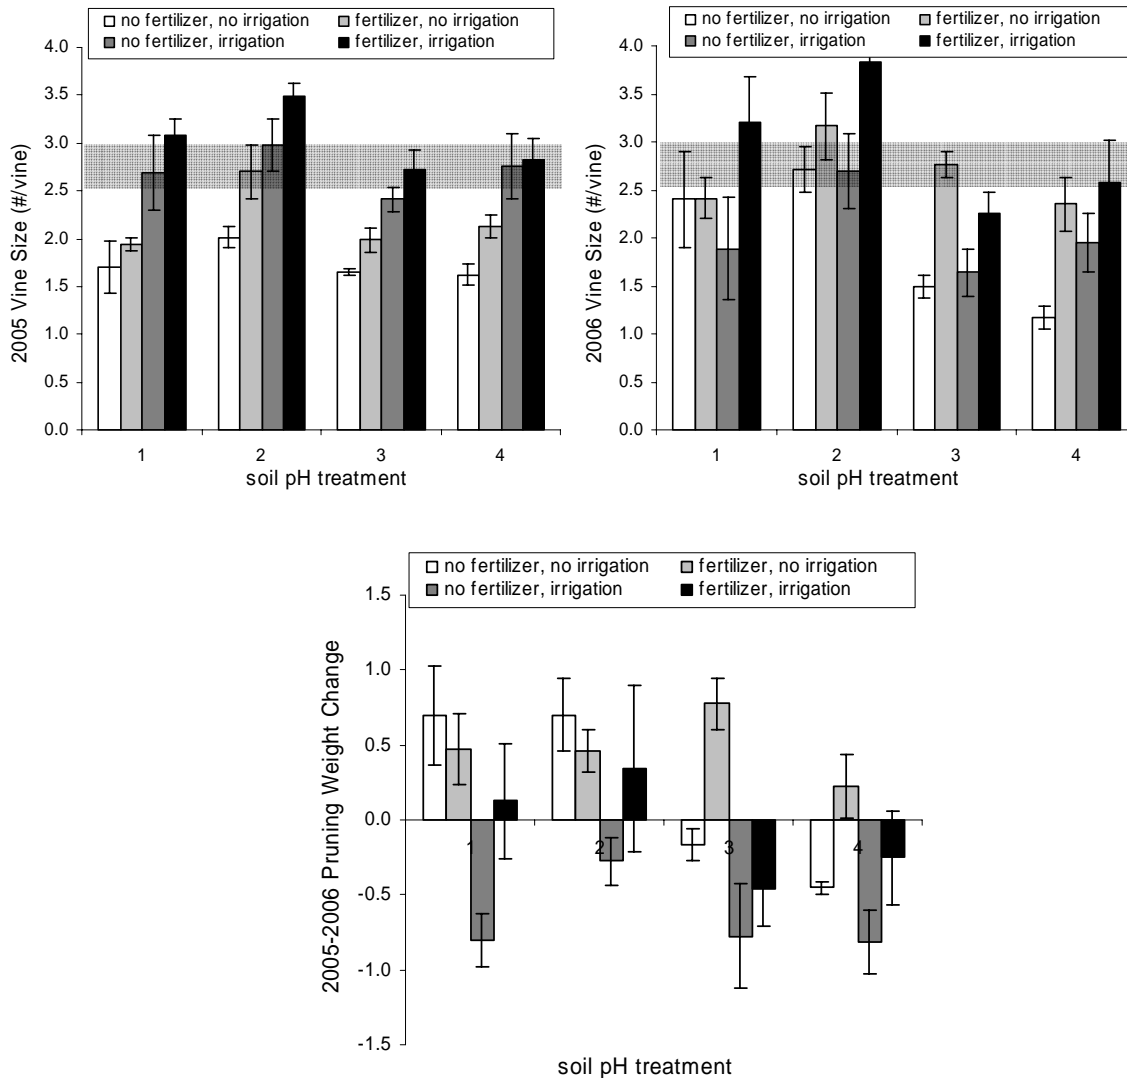 no fertilizer, no irrigation fertilizer, no irrigation
no fertilizer, irrigation fertilizer, irrigation
4.0
3.5
3.0
2.5
2.0
1.5
1.0
0.5
0.0
2005 Vine Size (#/vine)
1 2 3 4
soil pH treatment
no fertilizer, no irrigation fertilizer, no irrigation
no fertilizer, irrigation fertilizer, irrigation
4.0
3.5
3.0
2.5
2.0
1.5
1.0
0.5
0.0
2006 Vine Size (#/vine)
1 2 3 4
soil pH treatment
no fertilizer, no irrigation fertilizer, no irrigation
no fertilizer, irrigation fertilizer, irrigation
1.5
1.0
0.5
0.0
-0.5
-1.0
-1.5
2005-2006 Pruning Weight Change
1 2 3 4
soil pH treatment